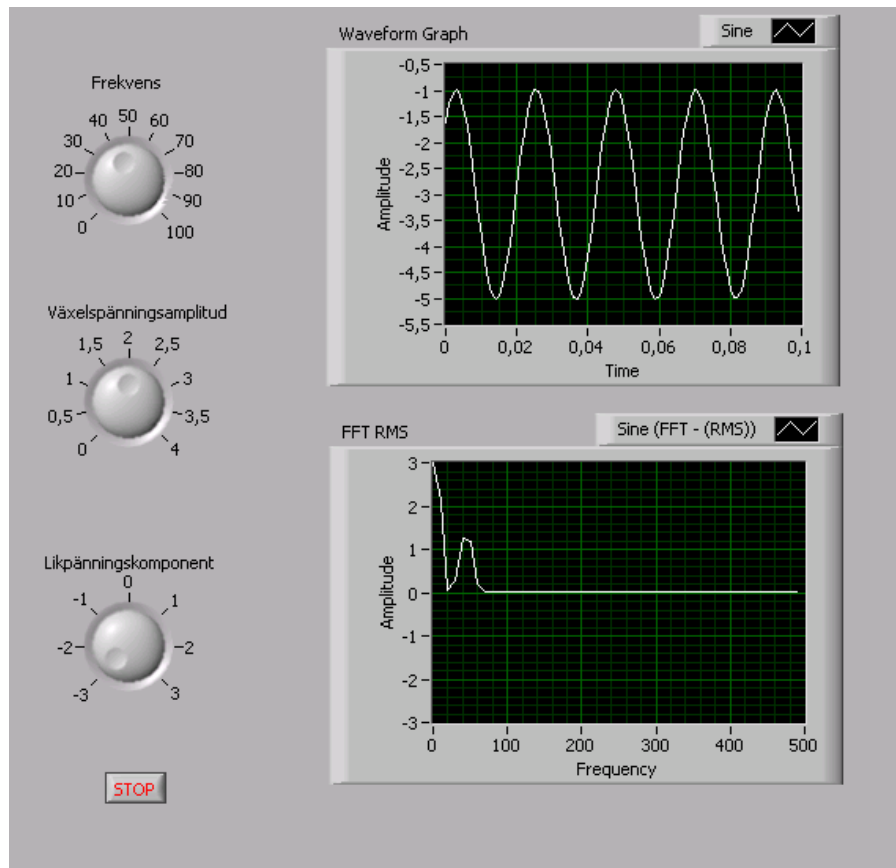 Frekvens
50
40 60
30 70
20 80
10 90
0 100
Växelspänningsamplitud
2
1,5 2,5
1 3
0,5 3,5
0 4
Likpänningskomponent
0
-1 1
-2 2
-3 3
STOP
Waveform Graph Sine
-0,5
-1
-1,5
-2
-2,5
-3
-3,5
-4
-4,5
-5
-5,5
Amplitude
0 0,02 0,04 0,06 0,08 0,1
Time
FFT RMS Sine (FFT - (RMS))
3
2
1
0
-1
-2
-3
Amplitude
0 100 200 300 400 500
Frequency